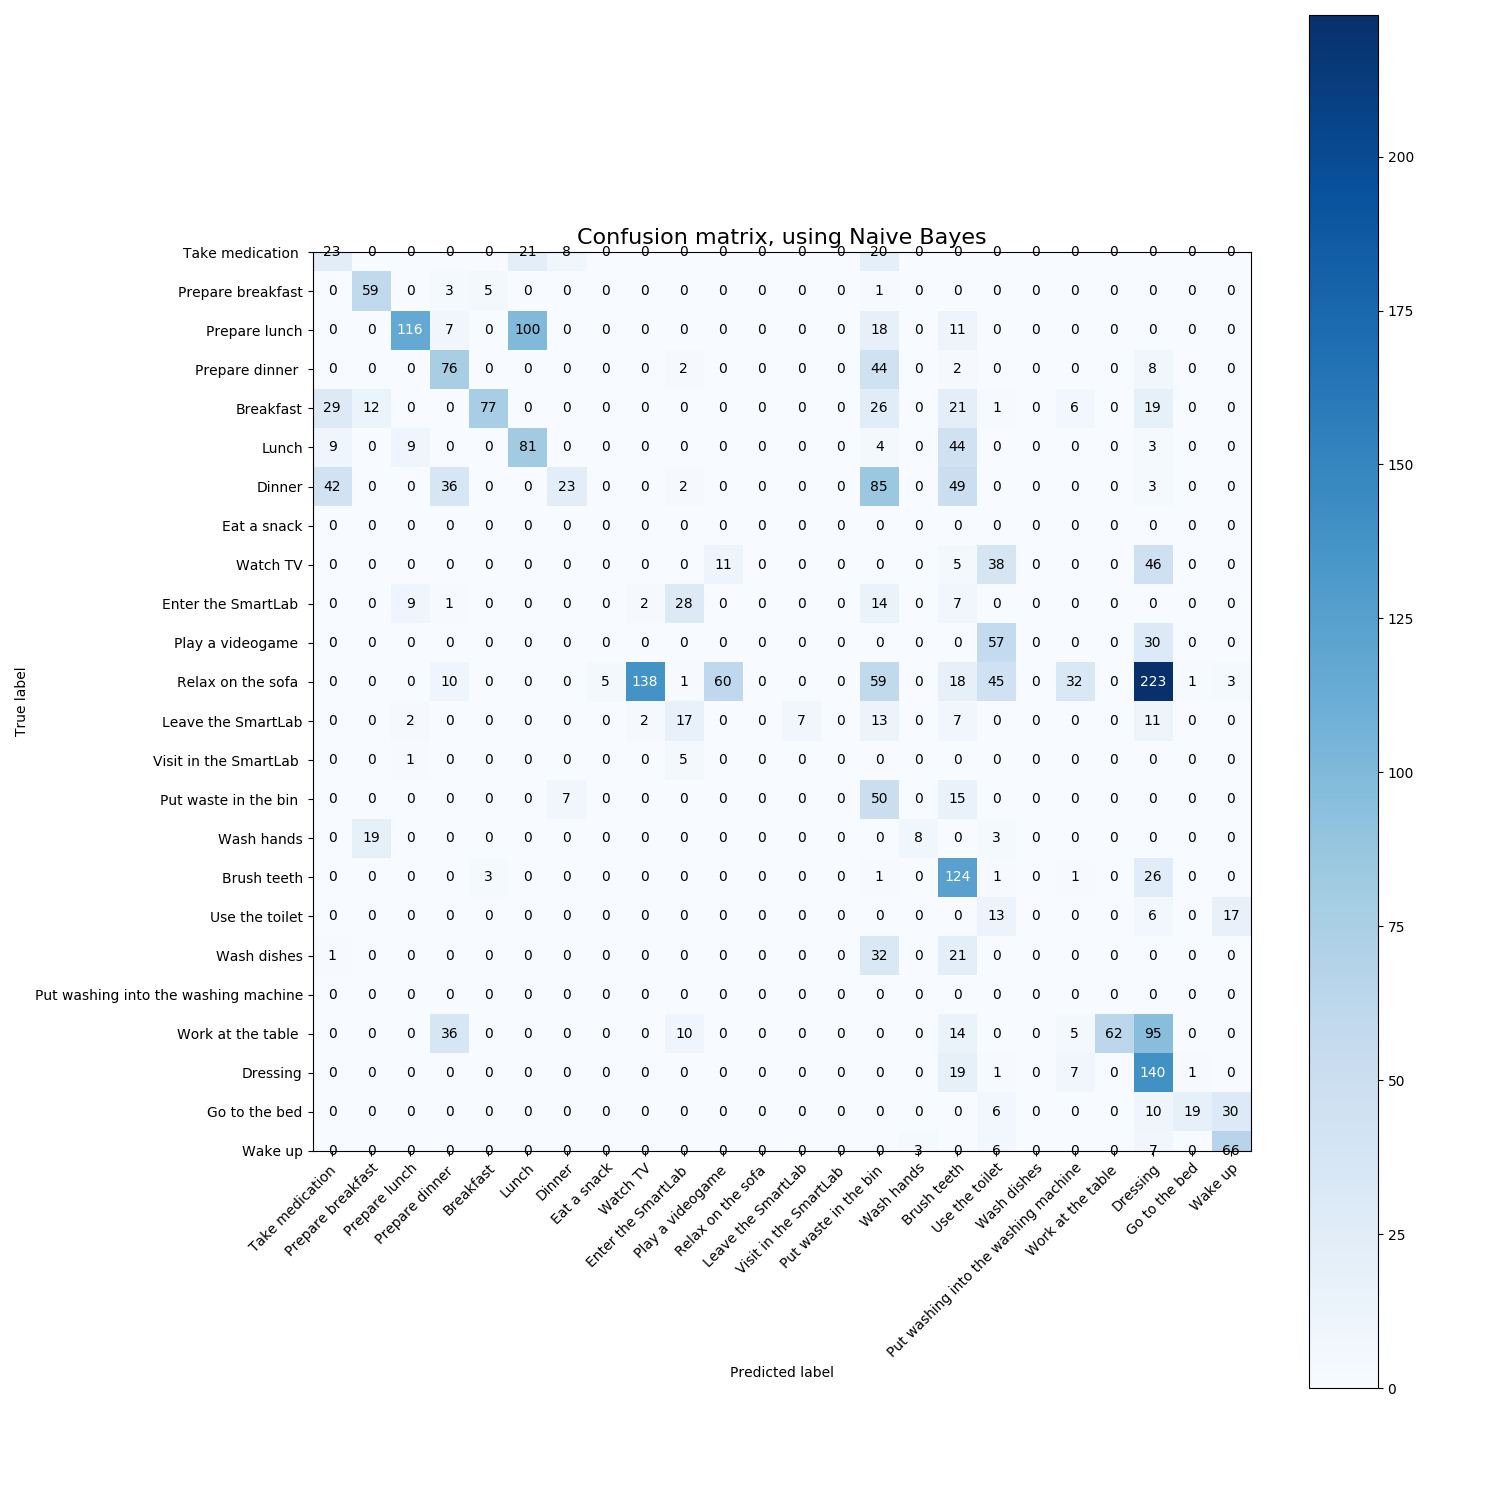 Confusion matrix, using Naive Bayes
Take medication 23 0 0 0 0 21 8 0 0 0 0 0 0 0 20 0 0 0 0 0 0 0 0 0
Prepare breakfast 0 59 0 3 5 0 0 0 0 0 0 0 0 0 1 0 0 0 0 0 0 0 0 0
Prepare lunch 0 0 116 7 0 100 0 0 0 0 0 0 0 0 18 0 11 0 0 0 0 0 0 0
Prepare dinner 0 0 0 76 0 0 0 0 0 2 0 0 0 0 44 0 2 0 0 0 0 8 0 0
Breakfast 29 12 0 0 77 0 0 0 0 0 0 0 0 0 26 0 21 1 0 6 0 19 0 0
Lunch 9 0 9 0 0 81 0 0 0 0 0 0 0 0 4 0 44 0 0 0 0 3 0 0
Dinner 42 0 0 36 0 0 23 0 0 2 0 0 0 0 85 0 49 0 0 0 0 3 0 0
Eat a snack 0 0 0 0 0 0 0 0 0 0 0 0 0 0 0 0 0 0 0 0 0 0 0 0
Watch TV 0 0 0 0 0 0 0 0 0 0 11 0 0 0 0 0 5 38 0 0 0 46 0 0
Enter the SmartLab 0 0 9 1 0 0 0 0 2 28 0 0 0 0 14 0 7 0 0 0 0 0 0 0
Play a videogame 0 0 0 0 0 0 0 0 0 0 0 0 0 0 0 0 0 57 0 0 0 30 0 0
Relax on the sofa 0 0 0 10 0 0 0 5 138 1 60 0 0 0 59 0 18 45 0 32 0 223 1 3
Leave the SmartLab 0 0 2 0 0 0 0 0 2 17 0 0 7 0 13 0 7 0 0 0 0 11 0 0
Visit in the SmartLab 0 0 1 0 0 0 0 0 0 5 0 0 0 0 0 0 0 0 0 0 0 0 0 0
Put waste in the bin 0 0 0 0 0 0 7 0 0 0 0 0 0 0 50 0 15 0 0 0 0 0 0 0
Wash hands 0 19 0 0 0 0 0 0 0 0 0 0 0 0 0 8 0 3 0 0 0 0 0 0
Brush teeth 0 0 0 0 3 0 0 0 0 0 0 0 0 0 1 0 124 1 0 1 0 26 0 0
Use the toilet 0 0 0 0 0 0 0 0 0 0 0 0 0 0 0 0 0 13 0 0 0 6 0 17
Wash dishes 1 0 0 0 0 0 0 0 0 0 0 0 0 0 32 0 21 0 0 0 0 0 0 0
Put washing into the washing machine 0 0 0 0 0 0 0 0 0 0 0 0 0 0 0 0 0 0 0 0 0 0 0 0
Work at the table 0 0 0 36 0 0 0 0 0 10 0 0 0 0 0 0 14 0 0 5 62 95 0 0
Dressing 0 0 0 0 0 0 0 0 0 0 0 0 0 0 0 0 19 1 0 7 0 140 1 0
Go to the bed 0 0 0 0 0 0 0 0 0 0 0 0 0 0 0 0 0 6 0 0 0 10 19 30
Wake up 0 0 0 0 0 0 0 0 0 0 0 0 0 0 0 3 0 6 0 0 0 7 0 66
True label
Take medication
Prepare breakfast
Prepare lunch
Prepare dinner
Breakfast
Lunch
Dinner
Eat a snack
Watch TV
Enter the SmartLab
Play a videogame
Relax on the sofa
Leave the SmartLab
Visit in the SmartLab
Put waste in the bin
Wash hands
Brush teeth
Use the toilet
Wash dishes
Put washing into the washing machine
Work at the table
Dressing
Go to the bed
Wake up
Predicted label
200
175
150
125
100
75
50
25
0